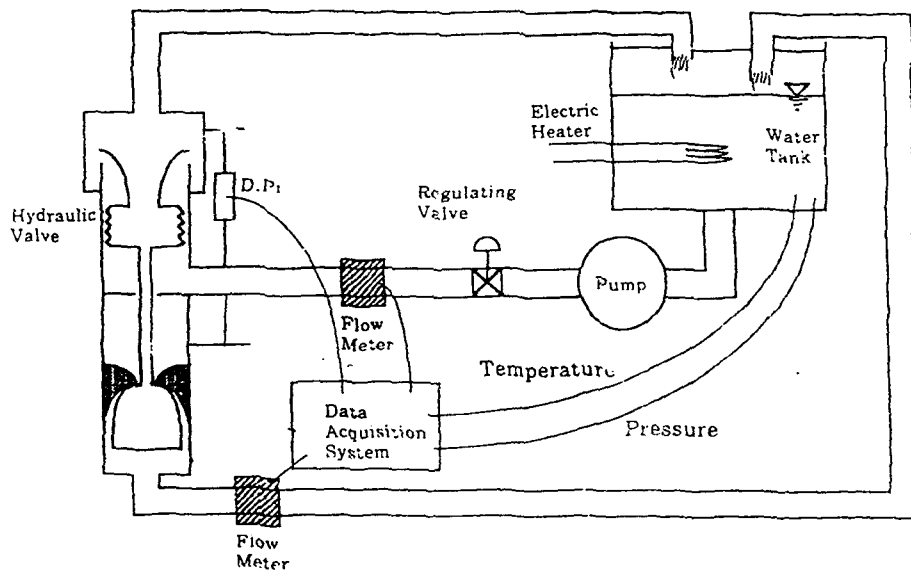 Electric
Heater
Water
Tank
D.P.
Regulating
Valve
Hydraulic
Valve
Pump
Flow
Meter
Temperature
Data
Acquisition
System
Pressure
Flow
Meter